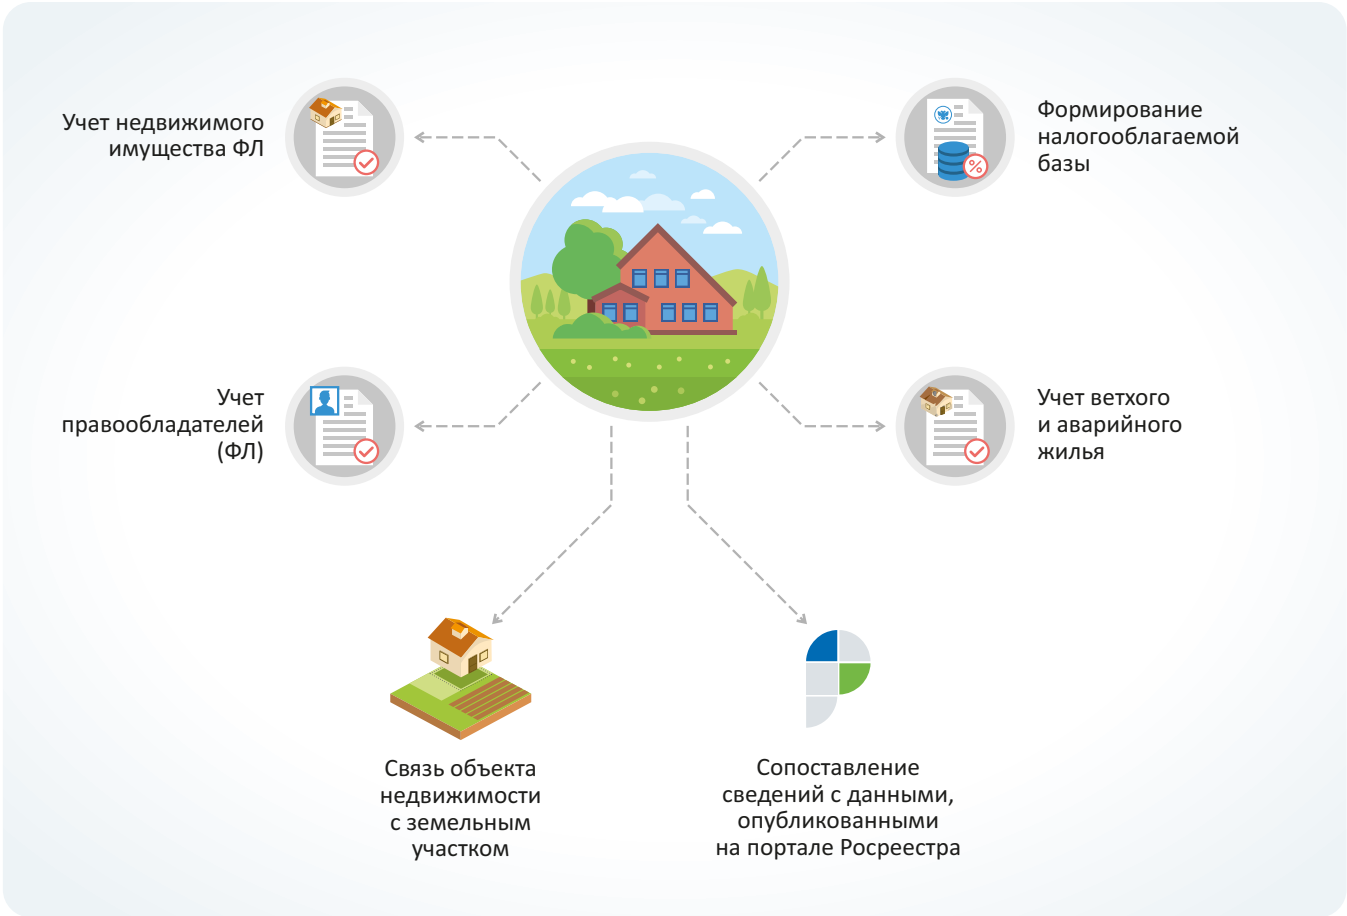 Учет недвижимого
имущества ФЛ
Формирование
налогооблагаемой
базы
Учет
правообладателей
(ФЛ)
Учет ветхого
и аварийного
жилья
Связь объекта
недвижимости
с земельным
участком
Сопоставление
сведений с данными,
опубликованными
на портале Росреестра